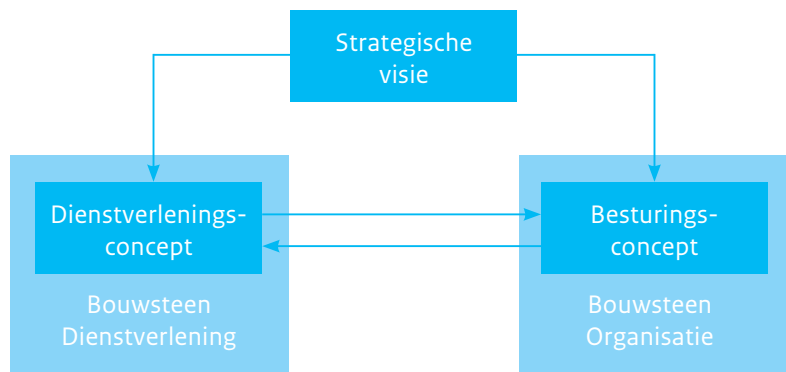 Strategische
visie
Dienstverlenings-
concept
Bouwsteen
Dienstverlening
Besturings-
concept
Bouwsteen
Organisatie